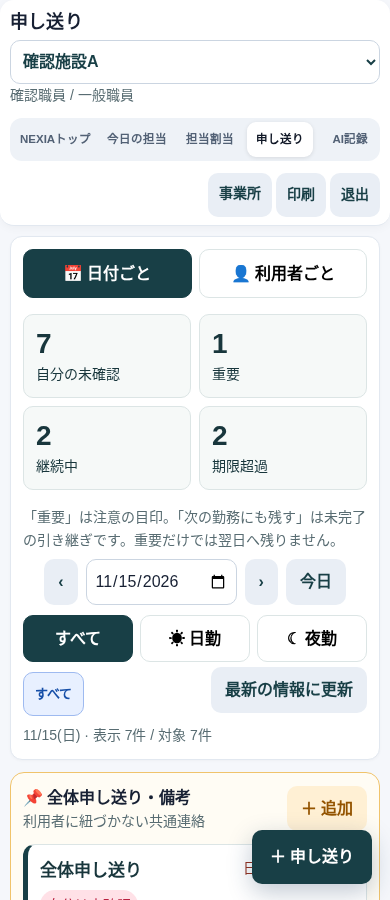 申し送り
確認施設A
確認職員 / 一般職員
NEXIAトップ 今日の担当 担当割当 申し送り AI記録
事業所 印刷 退出
📅 日付ごと 👤 利用者ごと
7 1
自分の未確認 重要
2 2
継続中 期限超過
「重要」は注意の目印。「次の勤務にも残す」は未完了
の引き継ぎです。重要だけでは翌日へ残りません。
‹ 11/15/2026 › 今日
すべて ☀ 日勤 ☾ 夜勤
すべて 最新の情報に更新
11/15(日) · 表示 7件 / 対象 7件
📌 全体申し送り・備考 ＋ 追加
利用者に紐づかない共通連絡
＋ 申し送り
全体申し送り